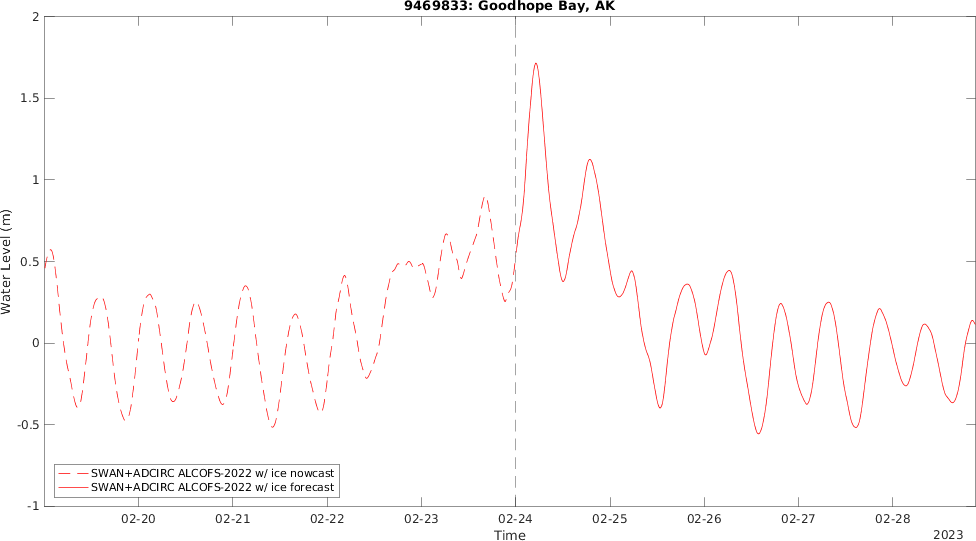 9469833: Goodhope Bay, AK
Water Level (m)
2
1.5
1
0.5
0
-0.5
-1
SWAN+ADCIRC ALCOFS-2022 w/ ice nowcast
SWAN+ADCIRC ALCOFS-2022 w/ ice forecast
02-20 02-21 02-22 02-23 02-24 02-25 02-26 02-27 02-28
Time
2023